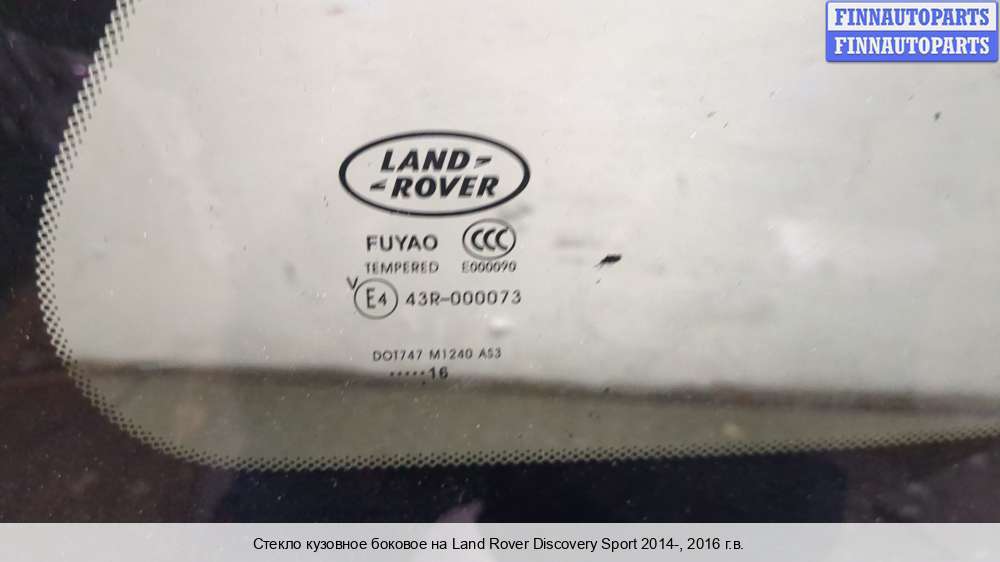 FINNAUTOPARTS
FINNAUTOPARTS
LAND
ROVER
FUYAO CCC
TEMPERED E000090
V
E4 43R-000073
DOT747 M1240 AS3
.....16
Стекло кузовное боковое на Land Rover Discovery Sport 2014-, 2016 г.в.